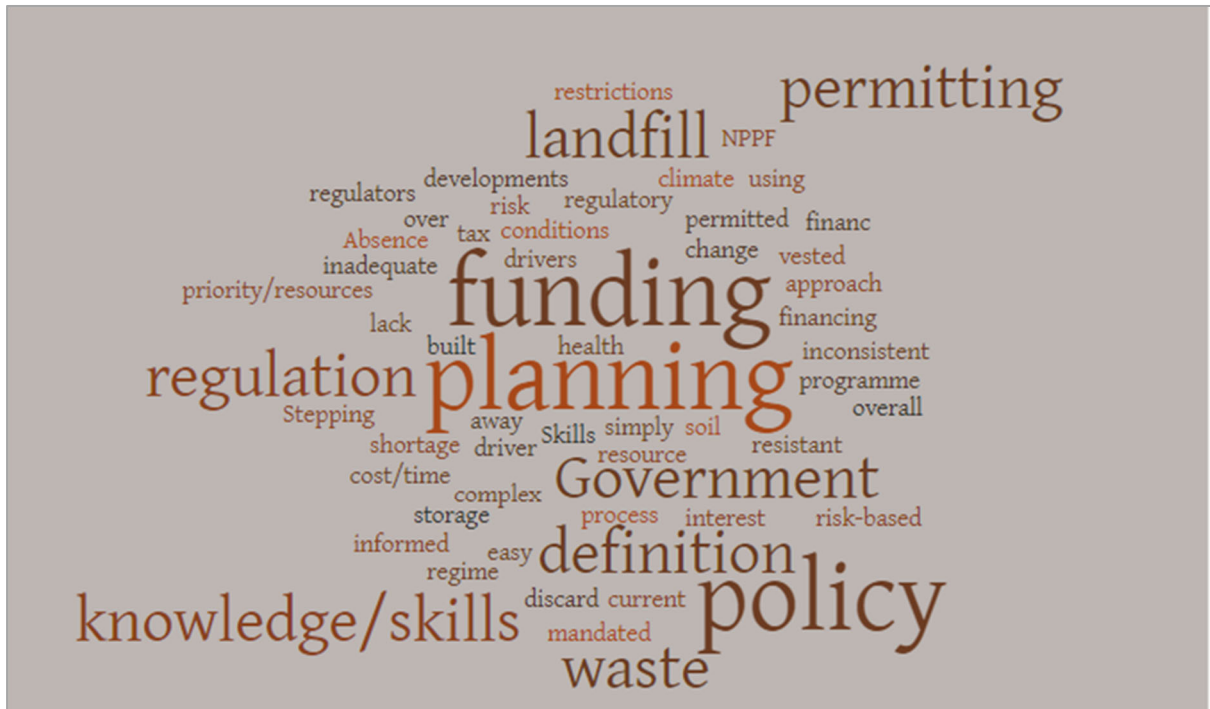 permitting
restrictions
landfill NPPF
developments climate using
regulators risk regulatory
over permitted financ
Absence tax conditions
inadequate drivers change vested
priority/resources funding approach
lack financing
built health inconsistent
regulation planning programme
Stepping overall
away
shortage driver Skills simply soil resistant
resource
cost/time Government
complex
storage process interest risk-based
informed easy definition
regime
discard current policy
knowledge/skills mandated
waste